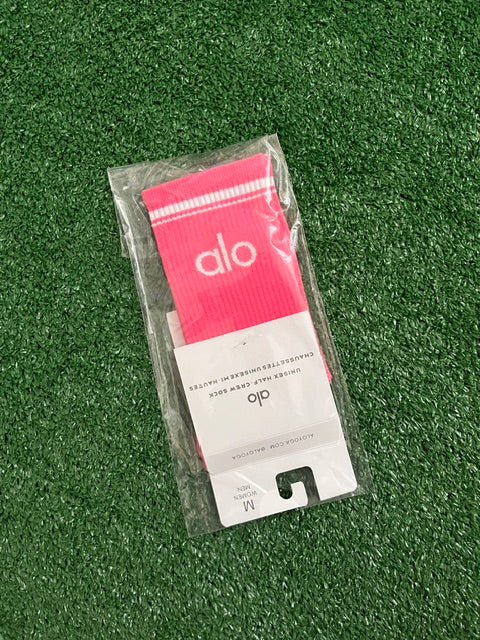 alo
alo
UNISEX HALF-CREW SOCK
CHAUSSETTES UNISEXE MI-HAUTES
ALOYOGA.COM @ALOYOGA
M
WOMEN
MEN